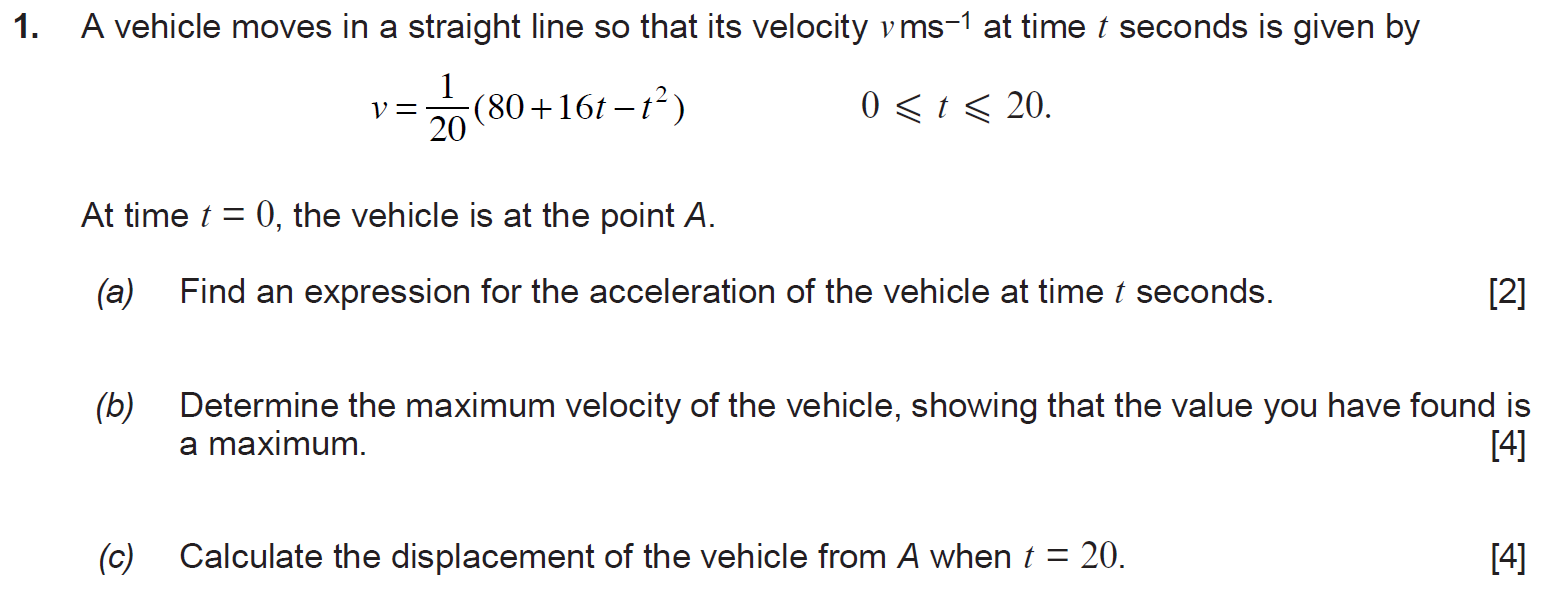 1. A vehicle moves in a straight line so that its velocity v ms⁻¹ at time t seconds is given by
v = 1/20 (80 + 16t − t²) 0 ⩽ t ⩽ 20.
At time t = 0, the vehicle is at the point A.
(a) Find an expression for the acceleration of the vehicle at time t seconds. [2]
(b) Determine the maximum velocity of the vehicle, showing that the value you have found is
a maximum. [4]
(c) Calculate the displacement of the vehicle from A when t = 20. [4]